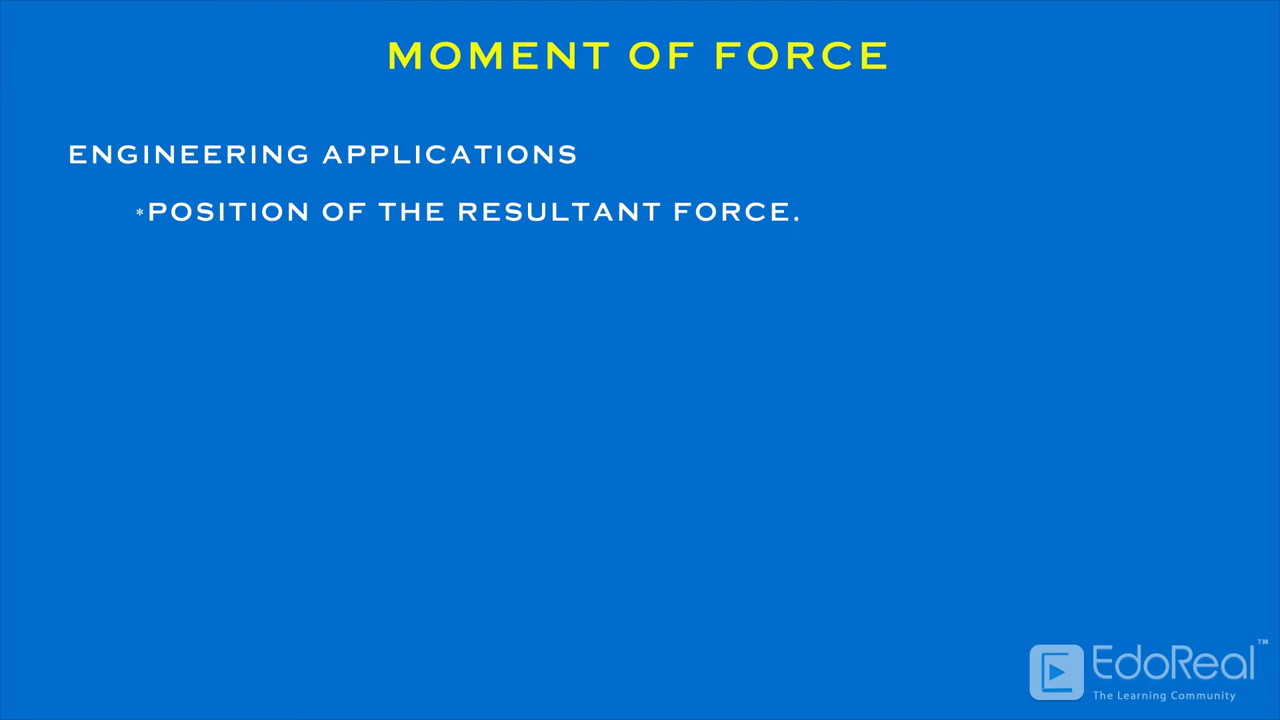 MOMENT OF FORCE
ENGINEERING APPLICATIONS
*POSITION OF THE RESULTANT FORCE.
EdoReal™
The Learning Community